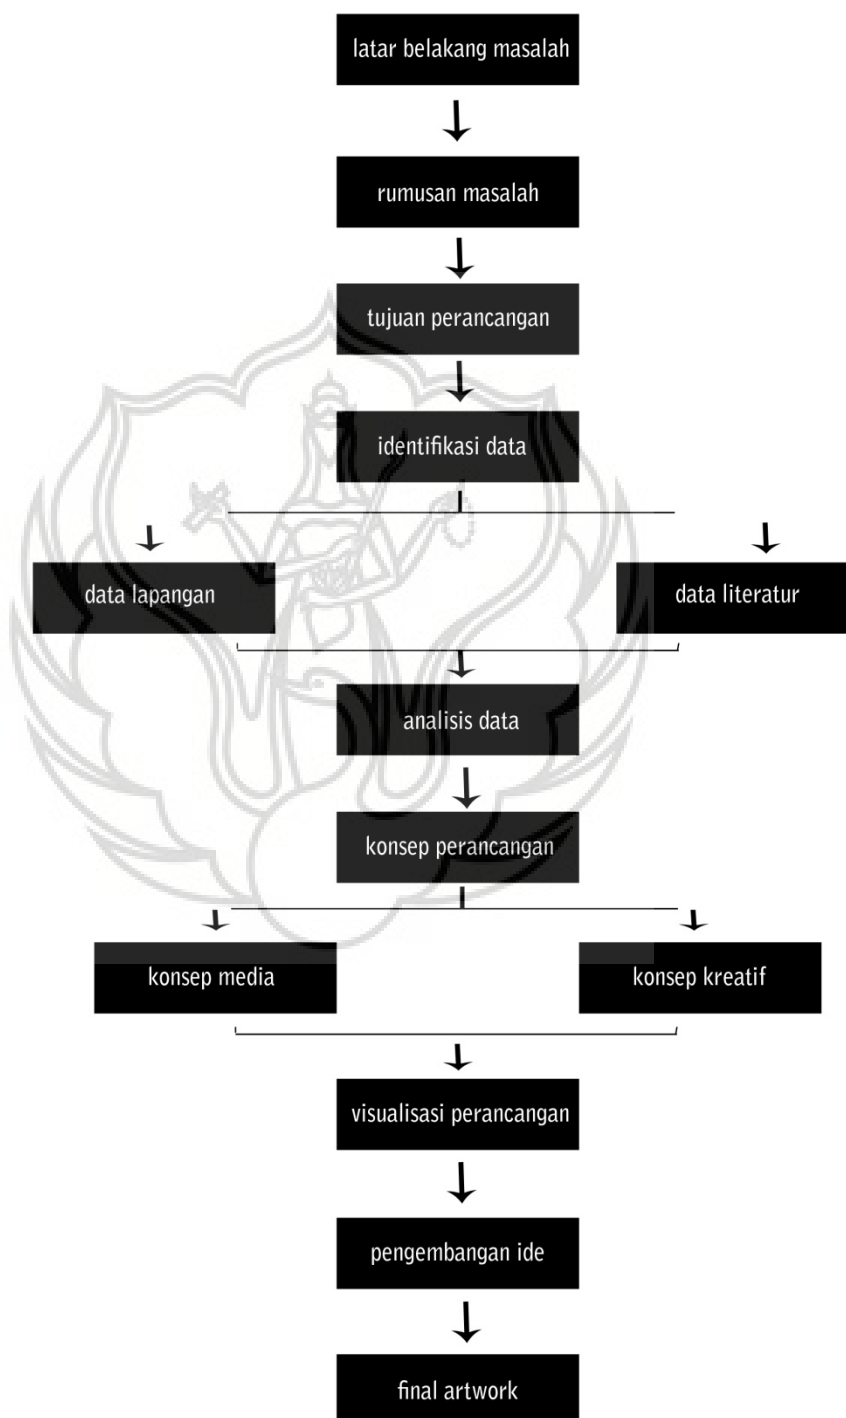 latar belakang masalah
rumusan masalah
tujuan perancangan
identifikasi data
data lapangan
data literatur
analisis data
konsep perancangan
konsep media
konsep kreatif
visualisasi perancangan
pengembangan ide
final artwork